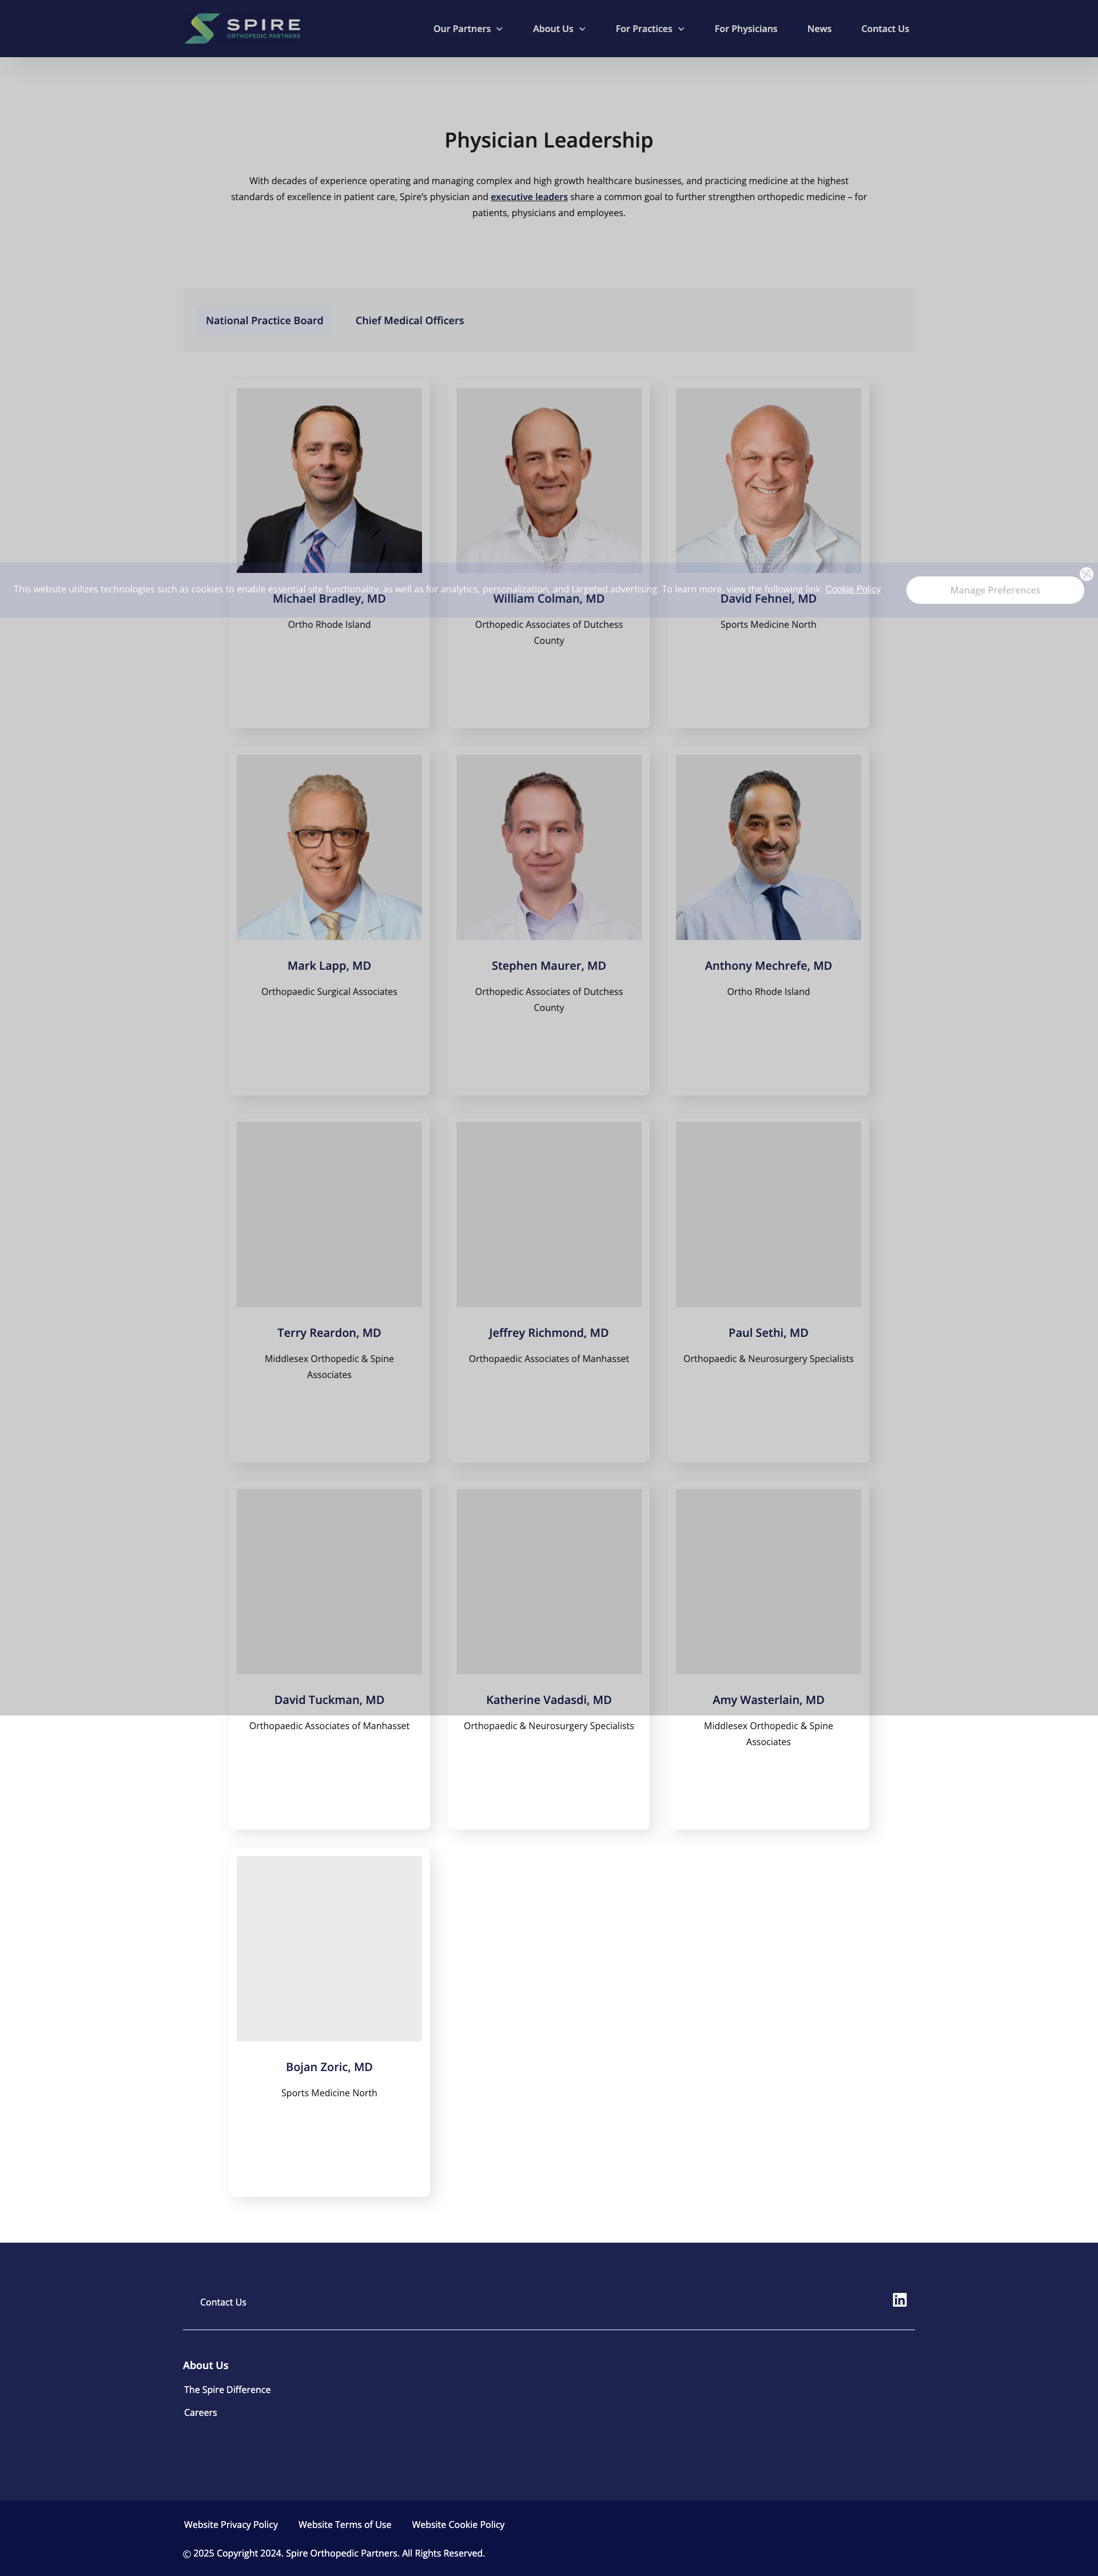 SPIRE
ORTHOPEDIC PARTNERS
Our Partners
About Us
For Practices
For Physicians
News
Contact Us
Physician Leadership
With decades of experience operating and managing complex and high growth healthcare businesses, and practicing medicine at the highest
standards of excellence in patient care, Spire's physician and executive leaders share a common goal to further strengthen orthopedic medicine – for
patients, physicians and employees.
National Practice Board
Chief Medical Officers
This website utilizes technologies such as cookies to enable essential site functionality, as well as for analytics, personalization, and targeted advertising. To learn more, view the following link: Cookie Policy
Manage Preferences
Michael Bradley, MD
Ortho Rhode Island
William Colman, MD
Orthopedic Associates of Dutchess
County
David Fehnel, MD
Sports Medicine North
Mark Lapp, MD
Orthopaedic Surgical Associates
Stephen Maurer, MD
Orthopedic Associates of Dutchess
County
Anthony Mechrefe, MD
Ortho Rhode Island
Terry Reardon, MD
Middlesex Orthopedic & Spine
Associates
Jeffrey Richmond, MD
Orthopaedic Associates of Manhasset
Paul Sethi, MD
Orthopaedic & Neurosurgery Specialists
David Tuckman, MD
Orthopaedic Associates of Manhasset
Katherine Vadasdi, MD
Orthopaedic & Neurosurgery Specialists
Amy Wasterlain, MD
Middlesex Orthopedic & Spine
Associates
Bojan Zoric, MD
Sports Medicine North
Contact Us
About Us
The Spire Difference
Careers
Website Privacy Policy
Website Terms of Use
Website Cookie Policy
© 2025 Copyright 2024. Spire Orthopedic Partners. All Rights Reserved.